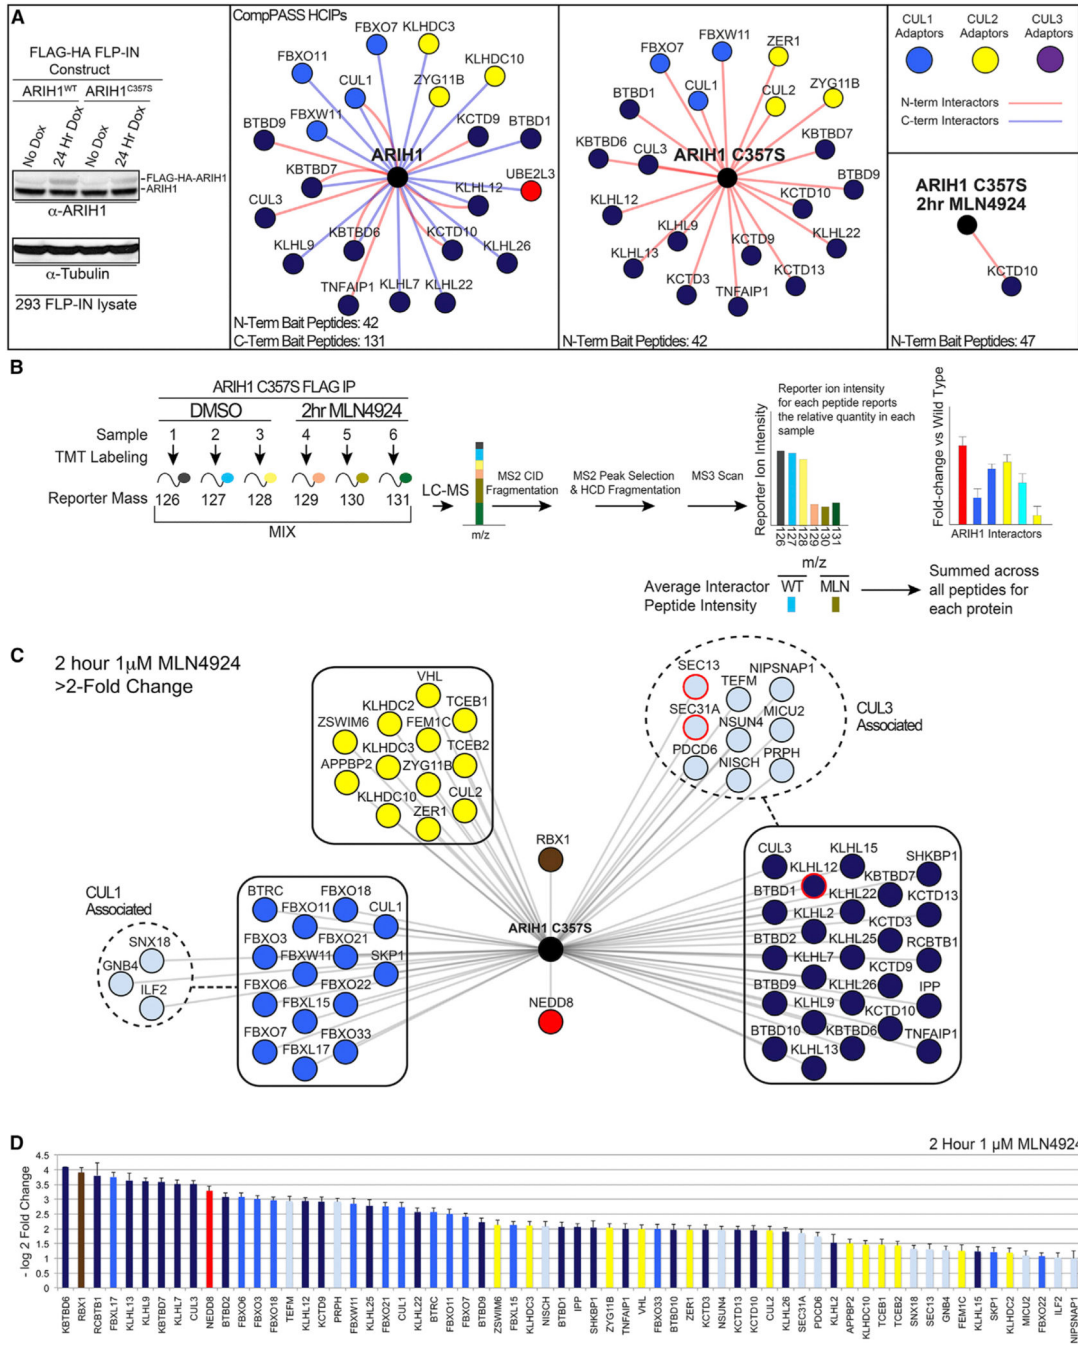 A
FLAG-HA FLP-IN
Construct
ARIH1WT ARIH1C357S
No Dox
24 Hr Dox
No Dox
24 Hr Dox
FLAG-HA-ARIH1
ARIH1
α-ARIH1
α-Tubulin
293 FLP-IN lysate
CompPASS HCIPs
FBXO7
KLHDC3
FBXO11
KLHDC10
CUL1
ZYG11B
FBXW11
BTBD9
KCTD9
BTBD1
ARIH1
KBTBD7
UBE2L3
KLHL12
CUL3
KBTBD6
KCTD10
KLHL9
KLHL26
TNFAIP1
KLHL7
KLHL22
N-Term Bait Peptides: 42
C-Term Bait Peptides: 131
FBXW11
FBXO7
ZER1
CUL1
ZYG11B
BTBD1
CUL2
KBTBD7
KBTBD6
CUL3
ARIH1 C357S
BTBD9
KLHL12
KCTD10
KLHL9
KCTD9
KLHL22
KLHL13
KCTD3
TNFAIP1
KCTD13
N-Term Bait Peptides: 42
CUL1 Adaptors
CUL2 Adaptors
CUL3 Adaptors
N-term Interactors
C-term Interactors
ARIH1 C357S
2hr MLN4924
KCTD10
N-Term Bait Peptides: 47
B
ARIH1 C357S FLAG IP
DMSO 2hr MLN4924
Sample 1 2 3 4 5 6
TMT Labeling
Reporter Mass 126 127 128 129 130 131
MIX
LC-MS
m/z
MS2 CID
Fragmentation
MS2 Peak Selection
& HCD Fragmentation
MS3 Scan
Reporter ion intensity
for each peptide reports
the relative quantity in each
sample
Reporter Ion Intensity
126
127
128
129
130
131
m/z
Average Interactor
Peptide Intensity
WT MLN
Summed across
all peptides for
each protein
Fold-change vs Wild Type
ARIH1 Interactors
C
2 hour 1μM MLN4924
>2-Fold Change
VHL
KLHDC2
TCEB1
ZSWIM6
FEM1C
KLHDC3
TCEB2
APPBP2
ZYG11B
KLHDC10
CUL2
ZER1
SEC13
NIPSNAP1
TEFM
SEC31A
MICU2
NSUN4
PDCD6
PRPH
NISCH
CUL3
Associated
RBX1
ARIH1 C357S
NEDD8
CUL1
Associated
SNX18
GNB4
ILF2
BTRC
FBXO18
FBXO11
CUL1
FBXO3
FBXO21
FBXW11
SKP1
FBXO6
FBXO22
FBXL15
FBXO7
FBXO33
FBXL17
CUL3
KLHL15
KLHL12
SHKBP1
KBTBD7
BTBD1
KLHL22
KCTD13
KLHL2
KCTD3
BTBD2
KLHL25
RCBTB1
KLHL7
KCTD9
BTBD9
KLHL26
IPP
KLHL9
KCTD10
BTBD10
KBTBD6
TNFAIP1
KLHL13
D
2 Hour 1 μM MLN4924
- log 2 Fold Change
4.5
4
3.5
3
2.5
2
1.5
1
0.5
0
KBTBD6
RBX1
RCBTB1
FBXL17
KLHL13
KLHL9
KBTBD7
KLHL7
CUL3
NEDD8
BTBD2
FBXO6
FBXO3
FBXO18
TEFM
KLHL12
KCTD9
PRPH
FBXW11
KLHL25
FBXO21
CUL1
KLHL22
BTRC
FBXO11
FBXO7
BTBD9
ZSWIM6
FBXL15
KLHDC3
NISCH
BTBD1
IPP
SHKBP1
ZYG11B
TNFAIP1
VHL
FBXO33
BTBD10
ZER1
KCTD3
NSUN4
KCTD13
KCTD10
CUL2
KLHL26
SEC31A
PDCD6
KLHL2
APPBP2
KLHDC10
TCEB1
TCEB2
SNX18
SEC13
GNB4
FEM1C
KLHL15
SKP1
KLHDC22
MICU2
FBXO22
ILF2
NIPSNAP1